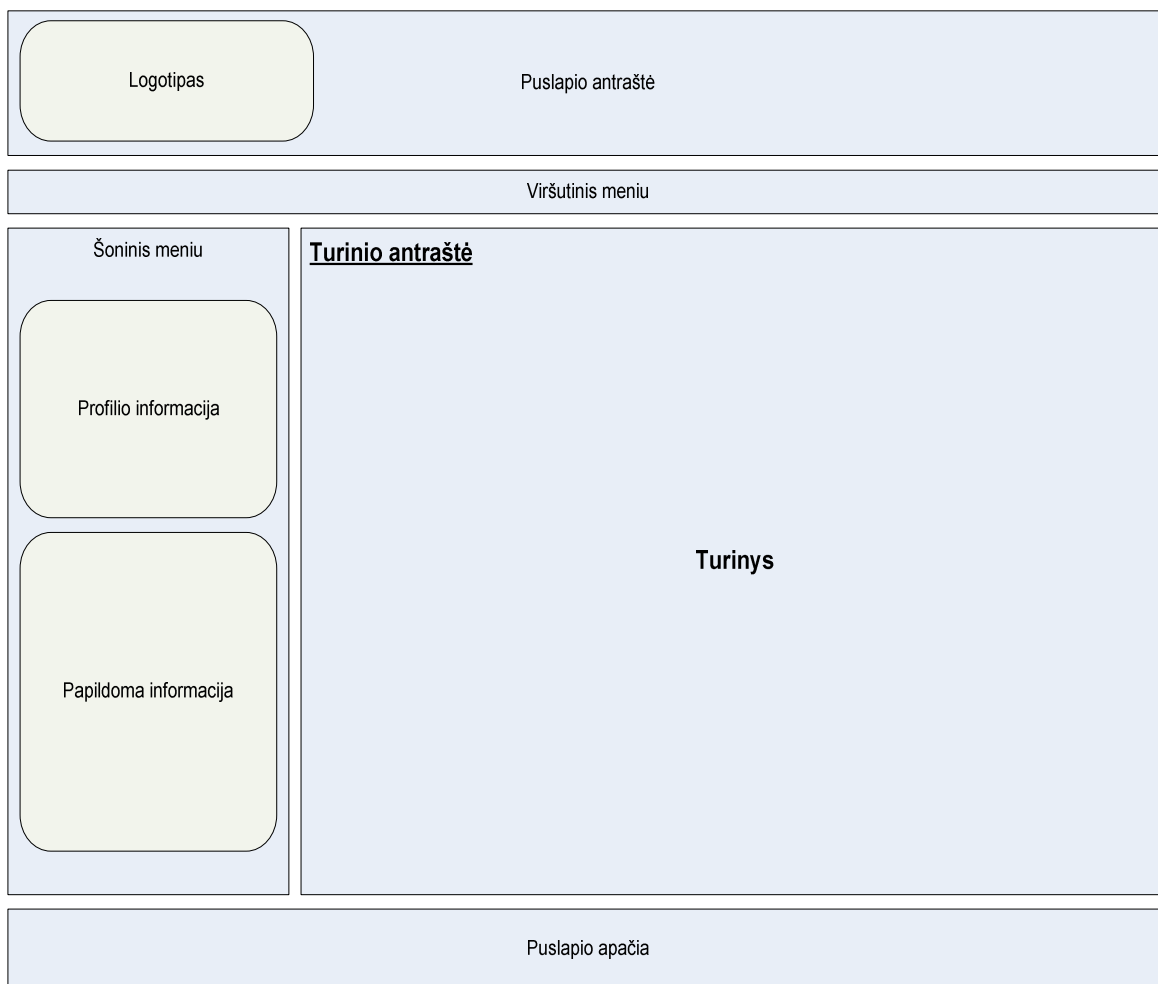 Logotipas
Puslapio antraštė
Viršutinis meniu
Šoninis meniu
Turinio antraštė
Profilio informacija
Turinys
Papildoma informacija
Puslapio apačia